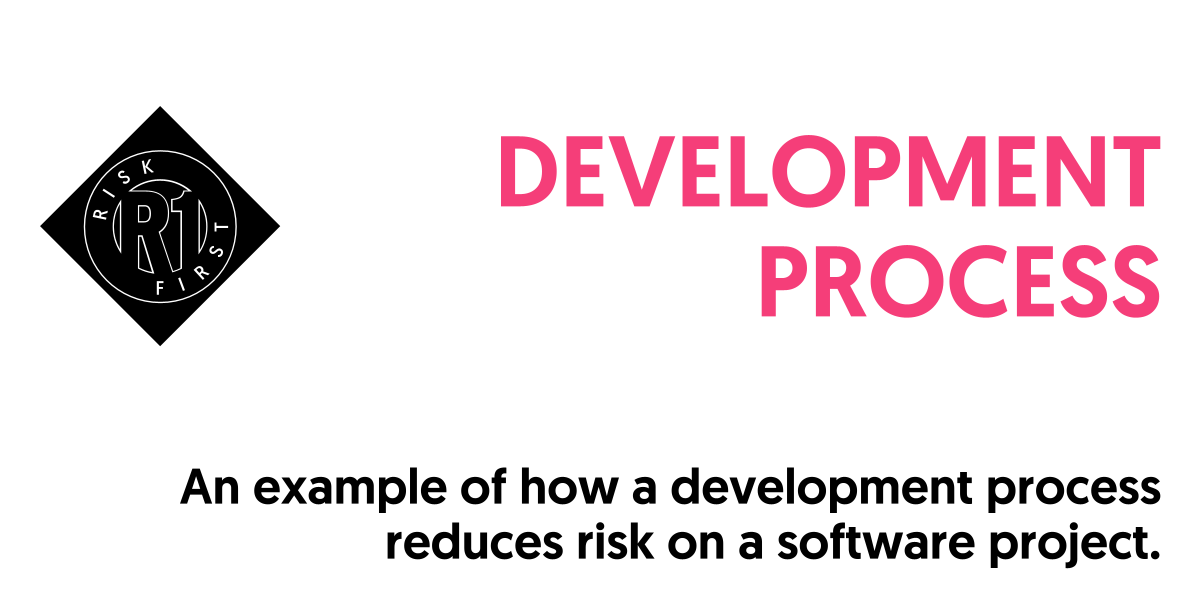 RISK
R1
FIRST
DEVELOPMENT
PROCESS
An example of how a development process
reduces risk on a software project.